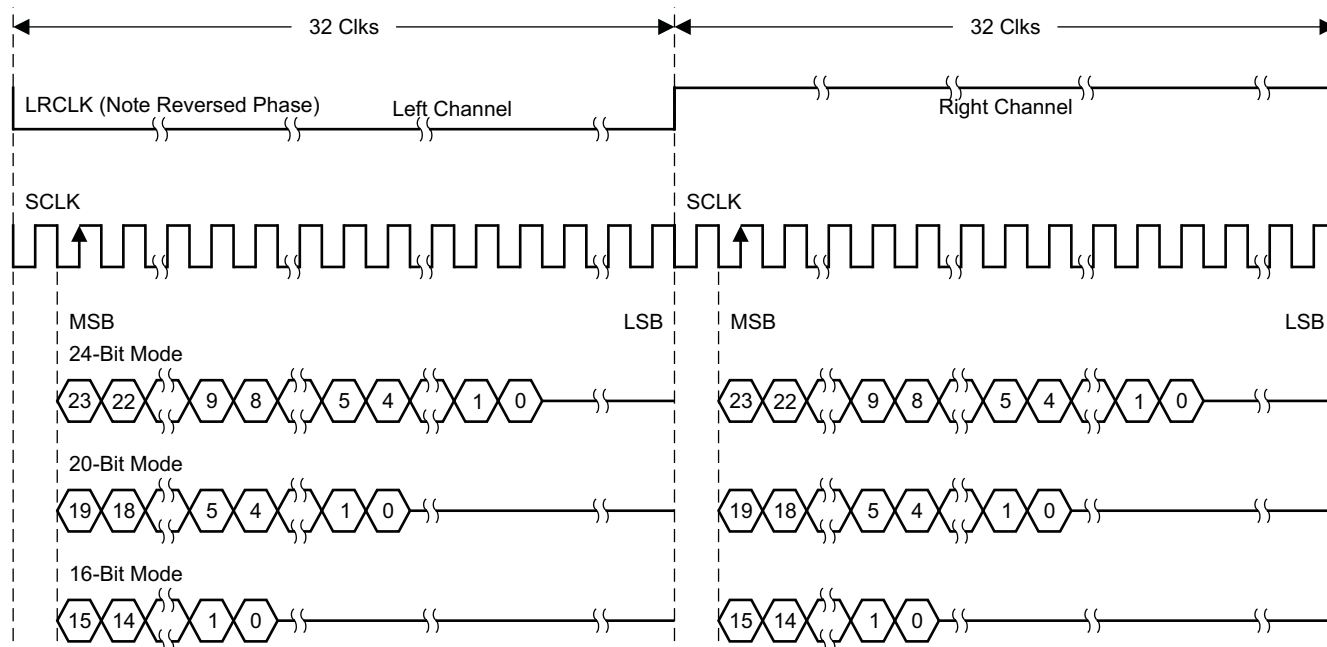 32 Clks 32 Clks
LRCLK (Note Reversed Phase) Left Channel Right Channel
SCLK SCLK
MSB LSB MSB LSB
24-Bit Mode
23 22 9 8 5 4 1 0 23 22 9 8 5 4 1 0
20-Bit Mode
19 18 5 4 1 0 19 18 5 4 1 0
16-Bit Mode
15 14 1 0 15 14 1 0